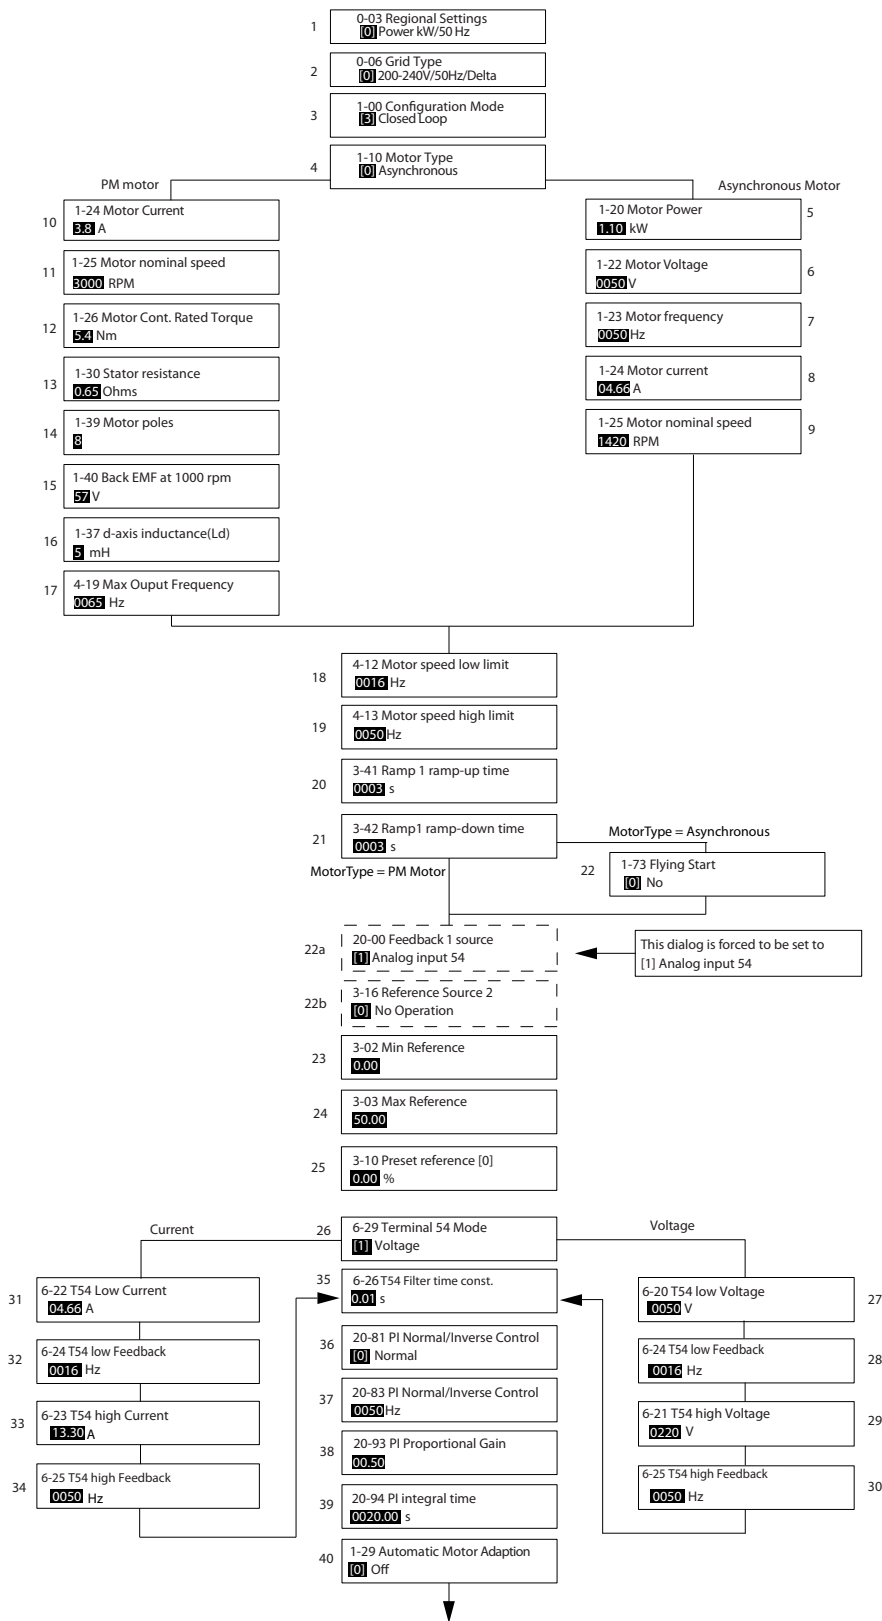 1
0-03 Regional Settings
[0] Power kW/50 Hz
2
0-06 Grid Type
[0] 200-240V/50Hz/Delta
3
1-00 Configuration Mode
[3] Closed Loop
4
1-10 Motor Type
[0] Asynchronous
PM motor
Asynchronous Motor
10
1-24 Motor Current
3.8 A
11
1-25 Motor nominal speed
3000 RPM
12
1-26 Motor Cont. Rated Torque
5.4 Nm
13
1-30 Stator resistance
0.65 Ohms
14
1-39 Motor poles
8
15
1-40 Back EMF at 1000 rpm
57 V
16
1-37 d-axis inductance(Ld)
5 mH
17
4-19 Max Ouput Frequency
0065 Hz
1-20 Motor Power
1.10 kW
5
1-22 Motor Voltage
0050 V
6
1-23 Motor frequency
0050 Hz
7
1-24 Motor current
04.66 A
8
1-25 Motor nominal speed
1420 RPM
9
18
4-12 Motor speed low limit
0016 Hz
19
4-13 Motor speed high limit
0050 Hz
20
3-41 Ramp 1 ramp-up time
0003 s
21
3-42 Ramp1 ramp-down time
0003 s
MotorType = Asynchronous
22
1-73 Flying Start
[0] No
MotorType = PM Motor
22a
20-00 Feedback 1 source
[1] Analog input 54
This dialog is forced to be set to
[1] Analog input 54
22b
3-16 Reference Source 2
[0] No Operation
23
3-02 Min Reference
0.00
24
3-03 Max Reference
50.00
25
3-10 Preset reference [0]
0.00 %
Current
26
6-29 Terminal 54 Mode
[1] Voltage
Voltage
31
6-22 T54 Low Current
04.66 A
32
6-24 T54 low Feedback
0016 Hz
33
6-23 T54 high Current
13.30 A
34
6-25 T54 high Feedback
0050 Hz
35
6-26 T54 Filter time const.
0.01 s
36
20-81 PI Normal/Inverse Control
[0] Normal
37
20-83 PI Normal/Inverse Control
0050 Hz
38
20-93 PI Proportional Gain
00.50
39
20-94 PI integral time
0020.00 s
40
1-29 Automatic Motor Adaption
[0] Off
6-20 T54 low Voltage
0050 V
27
6-24 T54 low Feedback
0016 Hz
28
6-21 T54 high Voltage
0220 V
29
6-25 T54 high Feedback
0050 Hz
30